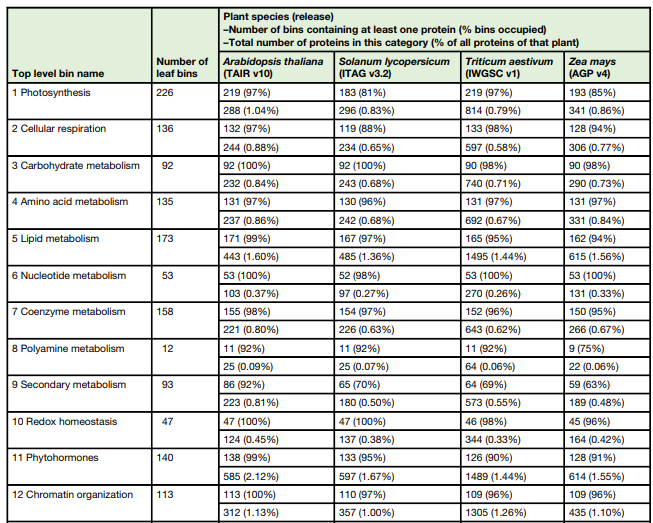 Plant species (release)
–Number of bins containing at least one protein (% bins occupied)
–Total number of proteins in this category (% of all proteins of that plant)
Top level bin name Number of leaf bins Arabidopsis thaliana (TAIR v10) Solanum lycopersicum (ITAG v3.2) Triticum aestivum (IWGSC v1) Zea mays (AGP v4)
1 Photosynthesis 226 219 (97%) 183 (81%) 219 (97%) 193 (85%)
288 (1.04%) 296 (0.83%) 814 (0.79%) 341 (0.86%)
2 Cellular respiration 136 132 (97%) 119 (88%) 133 (98%) 128 (94%)
244 (0.88%) 234 (0.65%) 597 (0.58%) 306 (0.77%)
3 Carbohydrate metabolism 92 92 (100%) 92 (100%) 90 (98%) 90 (98%)
232 (0.84%) 243 (0.68%) 740 (0.71%) 290 (0.73%)
4 Amino acid metabolism 135 131 (97%) 130 (96%) 131 (97%) 131 (97%)
237 (0.86%) 242 (0.68%) 692 (0.67%) 331 (0.84%)
5 Lipid metabolism 173 171 (99%) 167 (97%) 165 (95%) 162 (94%)
443 (1.60%) 485 (1.36%) 1495 (1.44%) 615 (1.56%)
6 Nucleotide metabolism 53 53 (100%) 52 (98%) 53 (100%) 53 (100%)
103 (0.37%) 97 (0.27%) 270 (0.26%) 131 (0.33%)
7 Coenzyme metabolism 158 155 (98%) 154 (97%) 152 (96%) 150 (95%)
221 (0.80%) 226 (0.63%) 643 (0.62%) 266 (0.67%)
8 Polyamine metabolism 12 11 (92%) 11 (92%) 11 (92%) 9 (75%)
25 (0.09%) 25 (0.07%) 64 (0.06%) 22 (0.06%)
9 Secondary metabolism 93 86 (92%) 65 (70%) 64 (69%) 59 (63%)
223 (0.81%) 180 (0.50%) 573 (0.55%) 189 (0.48%)
10 Redox homeostasis 47 47 (100%) 47 (100%) 46 (98%) 45 (96%)
124 (0.45%) 137 (0.38%) 344 (0.33%) 164 (0.42%)
11 Phytohormones 140 138 (99%) 133 (95%) 126 (90%) 128 (91%)
585 (2.12%) 597 (1.67%) 1489 (1.44%) 614 (1.55%)
12 Chromatin organization 113 113 (100%) 110 (97%) 109 (96%) 109 (96%)
312 (1.13%) 357 (1.00%) 1305 (1.26%) 435 (1.10%)